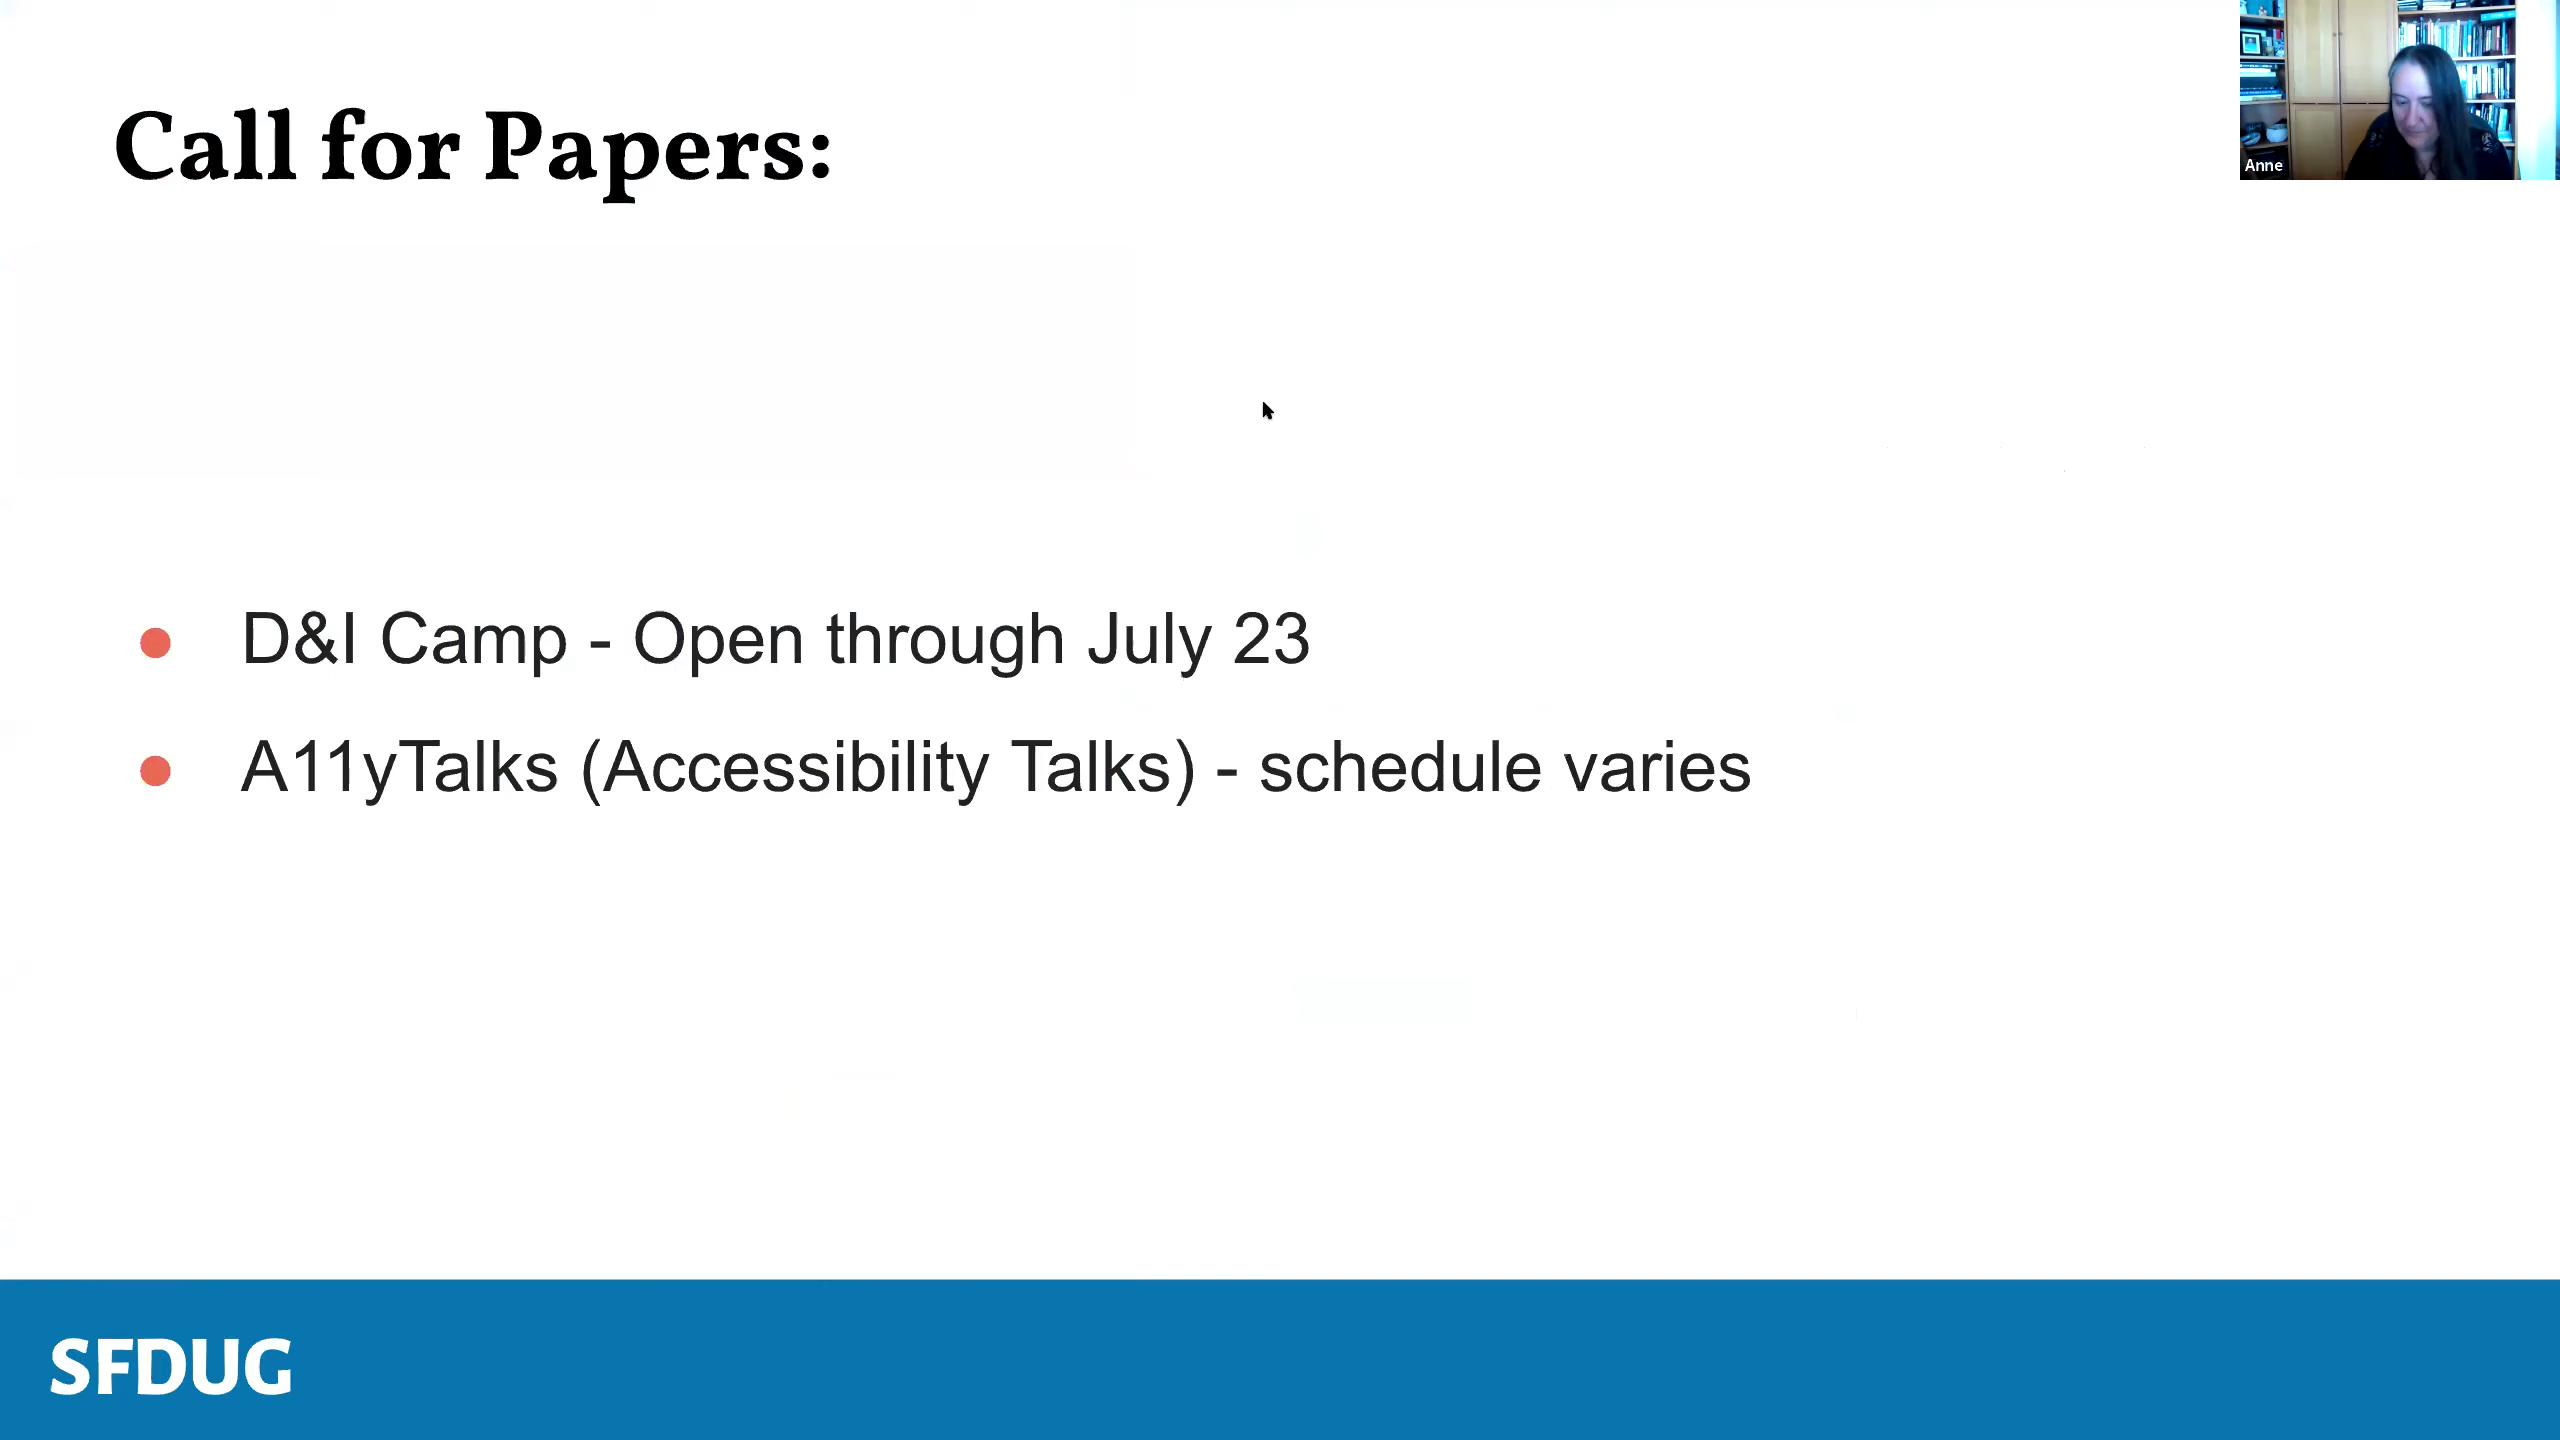 Call for Papers:
Anne
D&I Camp - Open through July 23
A11yTalks (Accessibility Talks) - schedule varies
SFDUG